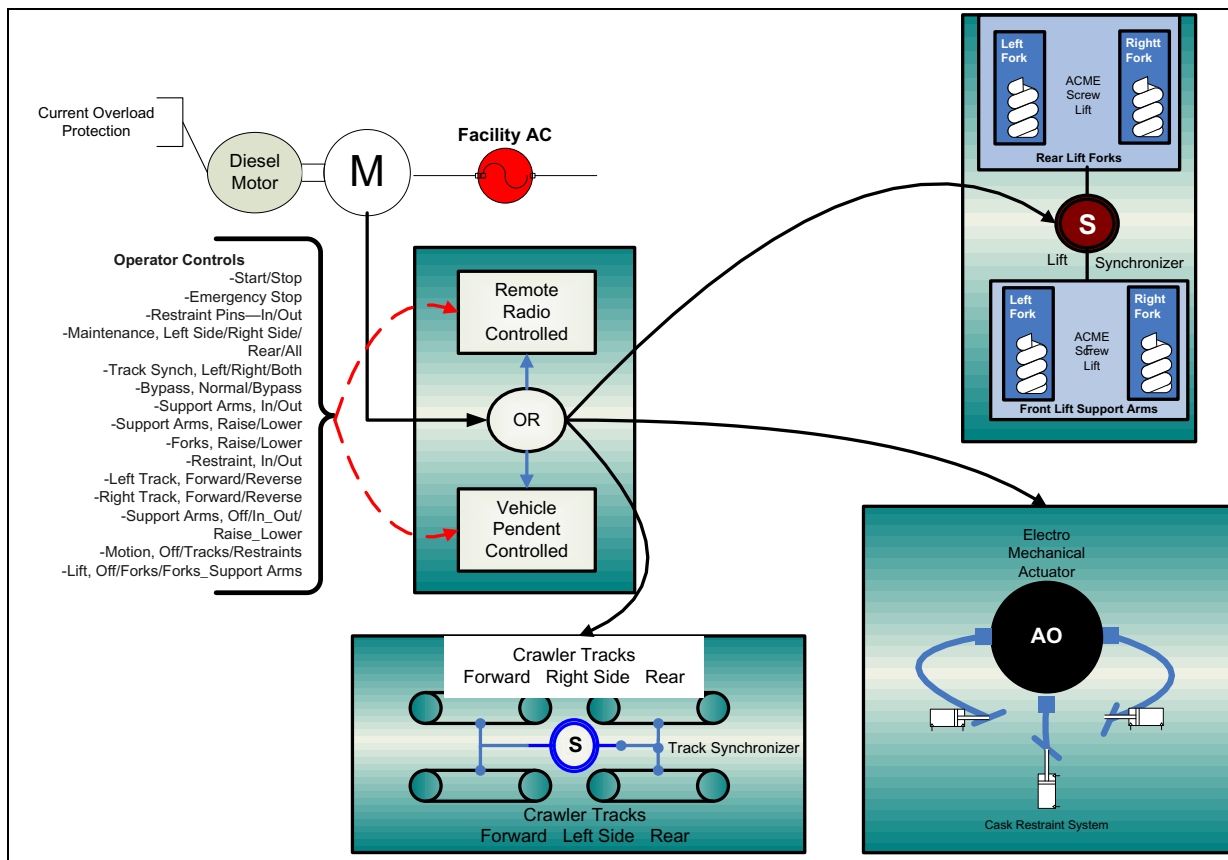 Current Overload
Protection
Diesel
Motor
M
Facility AC
Operator Controls
-Start/Stop
-Emergency Stop
-Restraint Pins—In/Out
-Maintenance, Left Side/Right Side/
Rear/All
-Track Synch, Left/Right/Both
-Bypass, Normal/Bypass
-Support Arms, In/Out
-Support Arms, Raise/Lower
-Forks, Raise/Lower
-Restraint, In/Out
-Left Track, Forward/Reverse
-Right Track, Forward/Reverse
-Support Arms, Off/In_Out/
Raise_Lower
-Motion, Off/Tracks/Restraints
-Lift, Off/Forks/Forks_Support Arms
Remote
Radio
Controlled
OR
Vehicle
Pendent
Controlled
Left
Fork
ACME
Screw
Lift
Rightt
Fork
Rear Lift Forks
S
Lift Synchronizer
Left
Fork
ACME
Screw
Lift
Right
Fork
Front Lift Support Arms
Crawler Tracks
Forward Right Side Rear
S
Track Synchronizer
Crawler Tracks
Forward Left Side Rear
Electro
Mechanical
Actuator
AO
Cask Restraint System